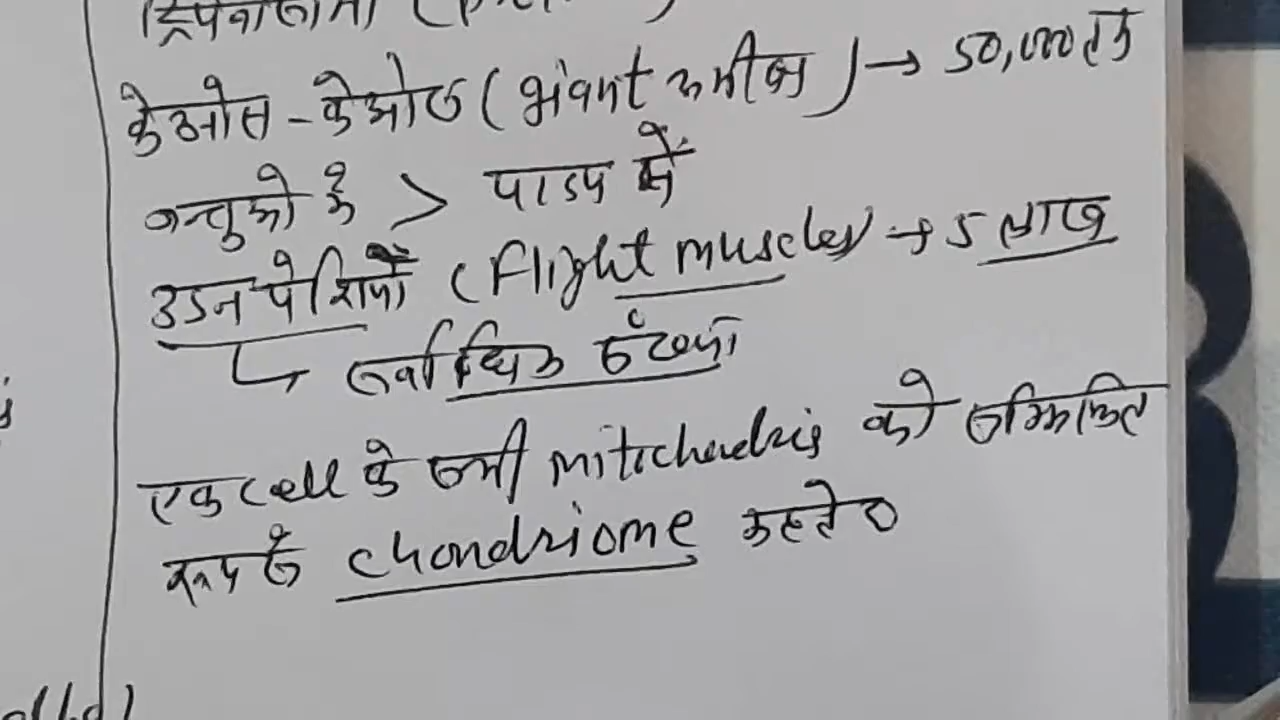 केओस - केओस (giant अमीबा) → 50,000 तक
जन्तुओ में > पादप में
उडन पेशियों (Flight muscles) → 5 लाख
↳ सर्वाधिक संख्या
एक cell के सभी mitochondria को सम्मिलित
रूप से chondriome कहते है